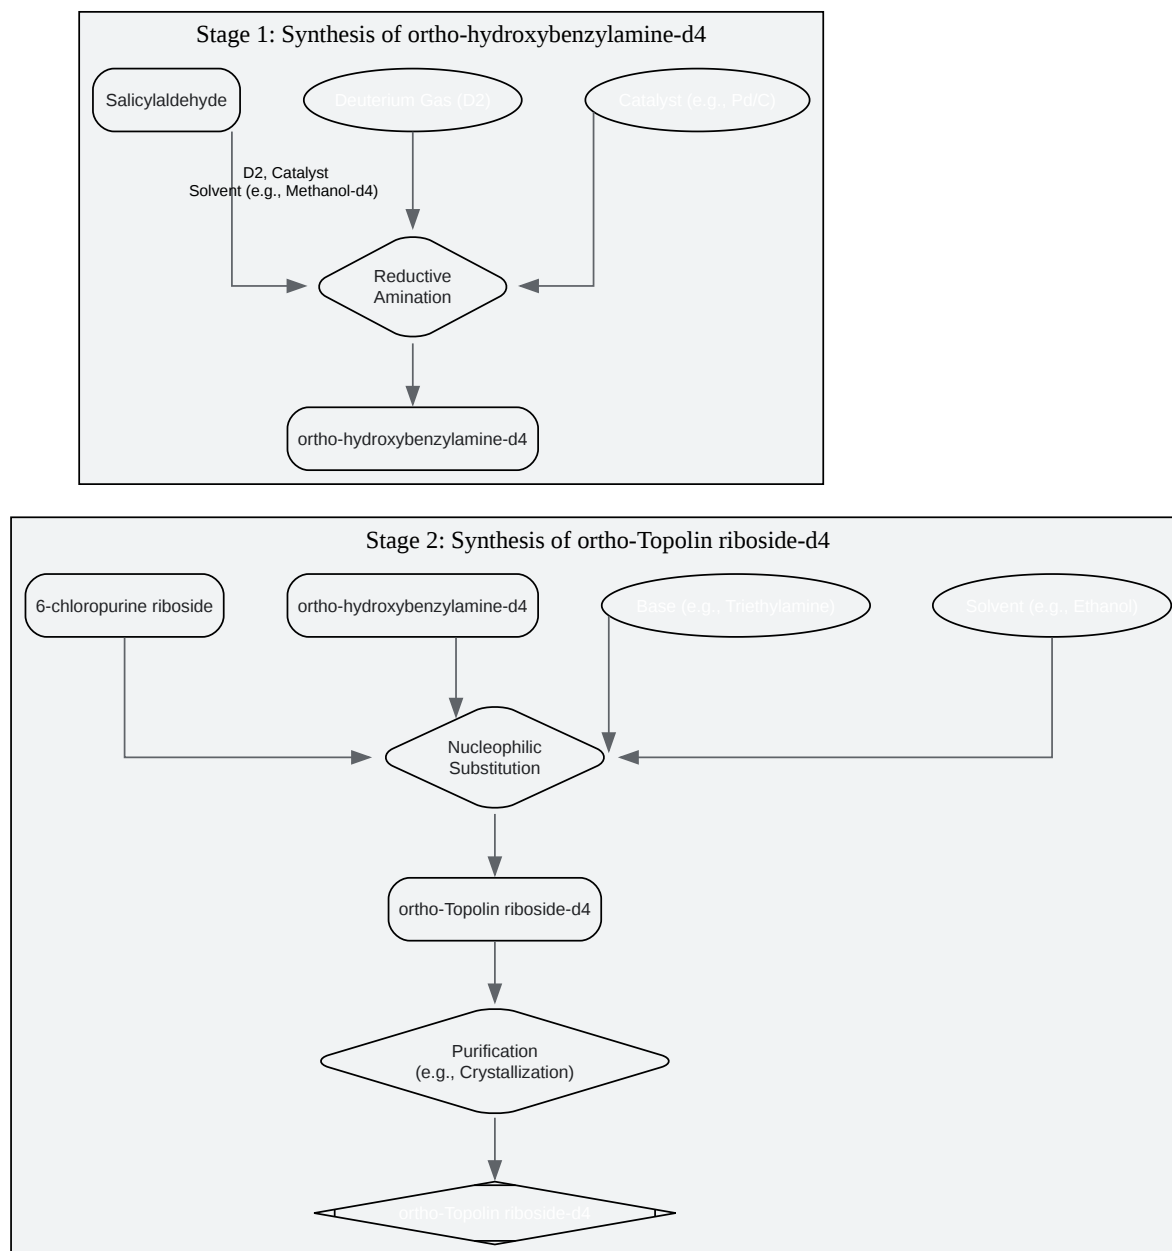 Stage 1: Synthesis of ortho-hydroxybenzylamine-d4
Salicylaldehyde
Deuterium Gas (D2)
Catalyst (e.g., Pd/C)
D2, Catalyst
Solvent (e.g., Methanol-d4)
Reductive
Amination
ortho-hydroxybenzylamine-d4
Stage 2: Synthesis of ortho-Topolin riboside-d4
6-chloropurine riboside
ortho-hydroxybenzylamine-d4
Base (e.g., Triethylamine)
Solvent (e.g., Ethanol)
Nucleophilic
Substitution
ortho-Topolin riboside-d4
Purification
(e.g., Crystallization)
ortho-Topolin riboside-d4